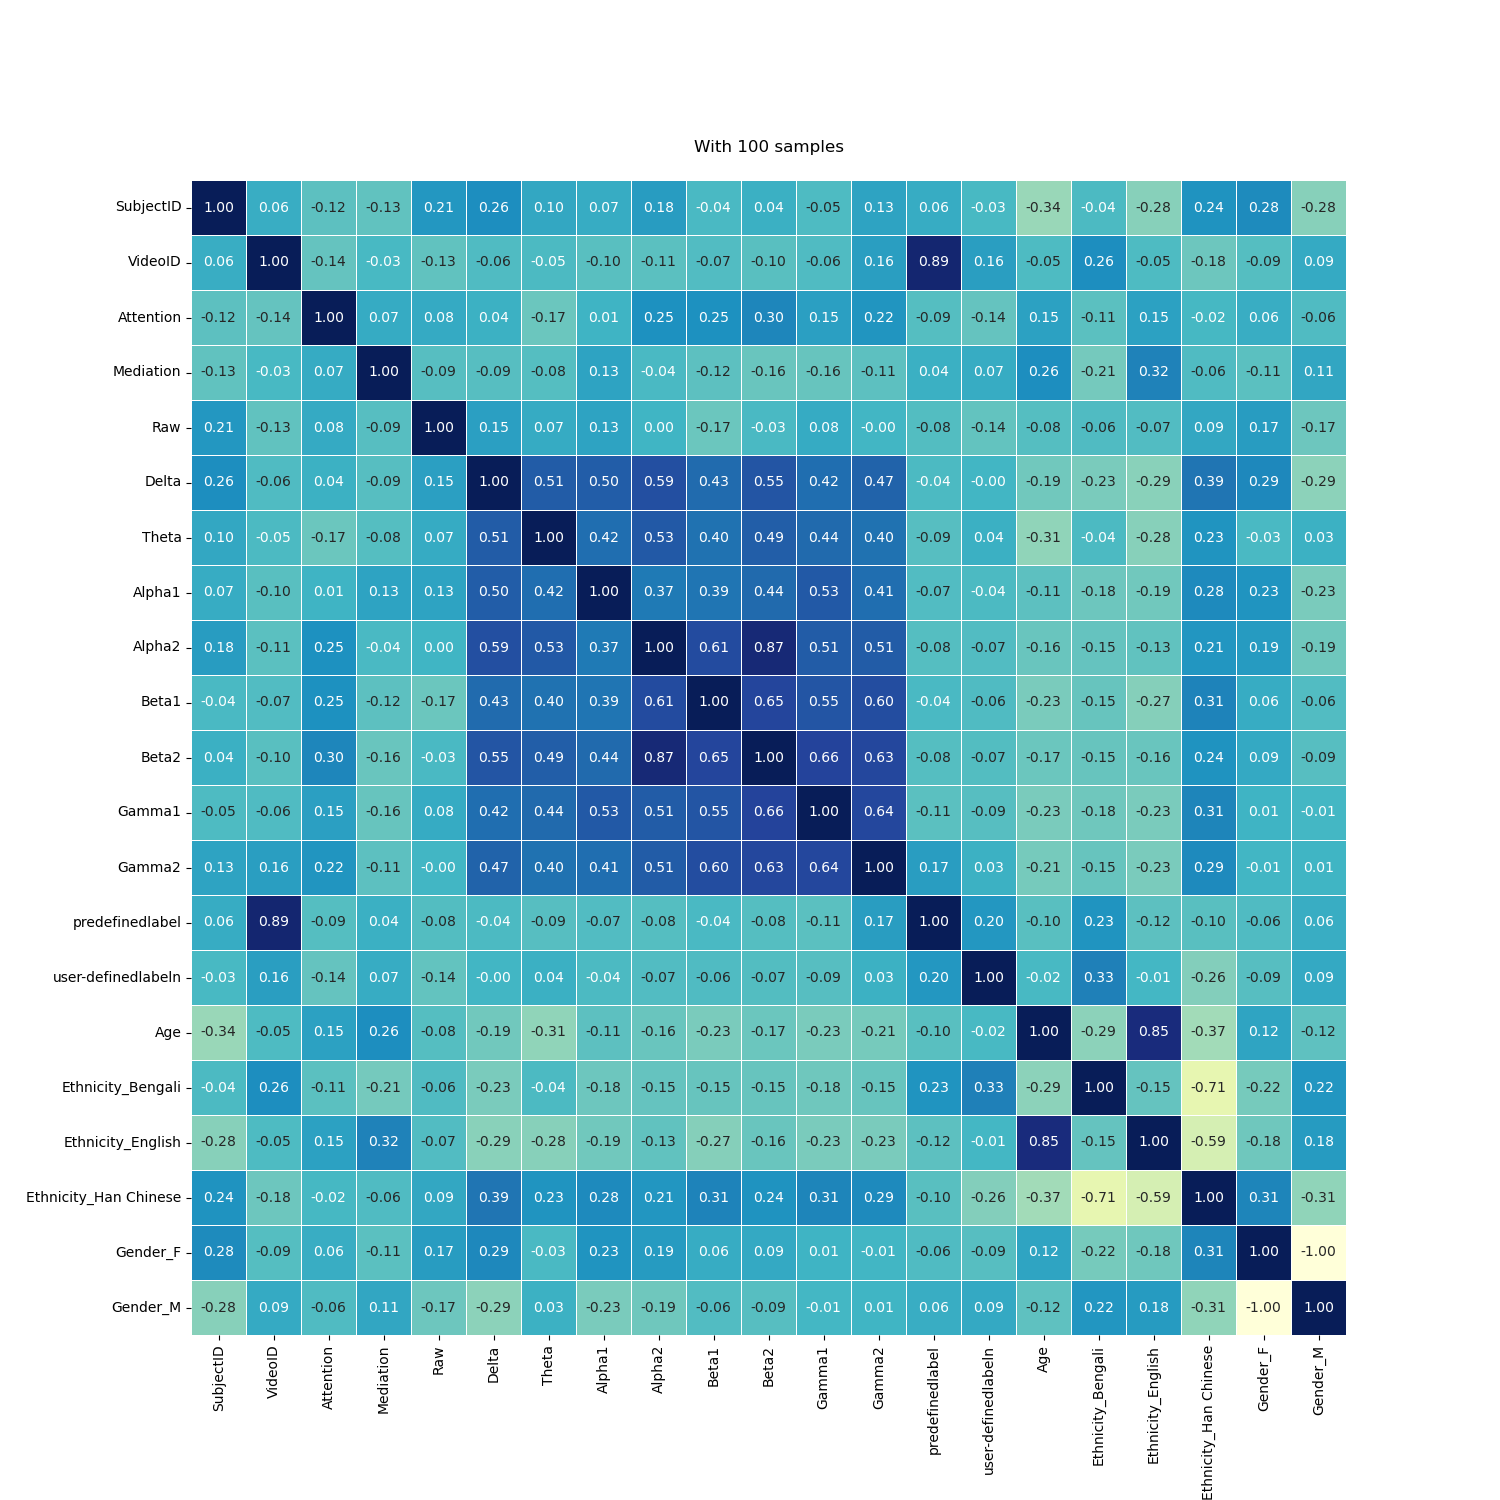 With 100 samples
SubjectID 1.00 0.06 -0.12 -0.13 0.21 0.26 0.10 0.07 0.18 -0.04 0.04 -0.05 0.13 0.06 -0.03 -0.34 -0.04 -0.28 0.24 0.28 -0.28
VideoID 0.06 1.00 -0.14 -0.03 -0.13 -0.06 -0.05 -0.10 -0.11 -0.07 -0.10 -0.06 0.16 0.89 0.16 -0.05 0.26 -0.05 -0.18 -0.09 0.09
Attention -0.12 -0.14 1.00 0.07 0.08 0.04 -0.17 0.01 0.25 0.25 0.30 0.15 0.22 -0.09 -0.14 0.15 -0.11 0.15 -0.02 0.06 -0.06
Mediation -0.13 -0.03 0.07 1.00 -0.09 -0.09 -0.08 0.13 -0.04 -0.12 -0.16 -0.16 -0.11 0.04 0.07 0.26 -0.21 0.32 -0.06 -0.11 0.11
Raw 0.21 -0.13 0.08 -0.09 1.00 0.15 0.07 0.13 0.00 -0.17 -0.03 0.08 -0.00 -0.08 -0.14 -0.08 -0.06 -0.07 0.09 0.17 -0.17
Delta 0.26 -0.06 0.04 -0.09 0.15 1.00 0.51 0.50 0.59 0.43 0.55 0.42 0.47 -0.04 -0.00 -0.19 -0.23 -0.29 0.39 0.29 -0.29
Theta 0.10 -0.05 -0.17 -0.08 0.07 0.51 1.00 0.42 0.53 0.40 0.49 0.44 0.40 -0.09 0.04 -0.31 -0.04 -0.28 0.23 -0.03 0.03
Alpha1 0.07 -0.10 0.01 0.13 0.13 0.50 0.42 1.00 0.37 0.39 0.44 0.53 0.41 -0.07 -0.04 -0.11 -0.18 -0.19 0.28 0.23 -0.23
Alpha2 0.18 -0.11 0.25 -0.04 0.00 0.59 0.53 0.37 1.00 0.61 0.87 0.51 0.51 -0.08 -0.07 -0.16 -0.15 -0.13 0.21 0.19 -0.19
Beta1 -0.04 -0.07 0.25 -0.12 -0.17 0.43 0.40 0.39 0.61 1.00 0.65 0.55 0.60 -0.04 -0.06 -0.23 -0.15 -0.27 0.31 0.06 -0.06
Beta2 0.04 -0.10 0.30 -0.16 -0.03 0.55 0.49 0.44 0.87 0.65 1.00 0.66 0.63 -0.08 -0.07 -0.17 -0.15 -0.16 0.24 0.09 -0.09
Gamma1 -0.05 -0.06 0.15 -0.16 0.08 0.42 0.44 0.53 0.51 0.55 0.66 1.00 0.64 -0.11 -0.09 -0.23 -0.18 -0.23 0.31 0.01 -0.01
Gamma2 0.13 0.16 0.22 -0.11 -0.00 0.47 0.40 0.41 0.51 0.60 0.63 0.64 1.00 0.17 0.03 -0.21 -0.15 -0.23 0.29 -0.01 0.01
predefinedlabel 0.06 0.89 -0.09 0.04 -0.08 -0.04 -0.09 -0.07 -0.08 -0.04 -0.08 -0.11 0.17 1.00 0.20 -0.10 0.23 -0.12 -0.10 -0.06 0.06
user-definedlabeln -0.03 0.16 -0.14 0.07 -0.14 -0.00 0.04 -0.04 -0.07 -0.06 -0.07 -0.09 0.03 0.20 1.00 -0.02 0.33 -0.01 -0.26 -0.09 0.09
Age -0.34 -0.05 0.15 0.26 -0.08 -0.19 -0.31 -0.11 -0.16 -0.23 -0.17 -0.23 -0.21 -0.10 -0.02 1.00 -0.29 0.85 -0.37 0.12 -0.12
Ethnicity_Bengali -0.04 0.26 -0.11 -0.21 -0.06 -0.23 -0.04 -0.18 -0.15 -0.15 -0.15 -0.18 -0.15 0.23 0.33 -0.29 1.00 -0.15 -0.71 -0.22 0.22
Ethnicity_English -0.28 -0.05 0.15 0.32 -0.07 -0.29 -0.28 -0.19 -0.13 -0.27 -0.16 -0.23 -0.23 -0.12 -0.01 0.85 -0.15 1.00 -0.59 -0.18 0.18
Ethnicity_Han Chinese 0.24 -0.18 -0.02 -0.06 0.09 0.39 0.23 0.28 0.21 0.31 0.24 0.31 0.29 -0.10 -0.26 -0.37 -0.71 -0.59 1.00 0.31 -0.31
Gender_F 0.28 -0.09 0.06 -0.11 0.17 0.29 -0.03 0.23 0.19 0.06 0.09 0.01 -0.01 -0.06 -0.09 0.12 -0.22 -0.18 0.31 1.00 -1.00
Gender_M -0.28 0.09 -0.06 0.11 -0.17 -0.29 0.03 -0.23 -0.19 -0.06 -0.09 -0.01 0.01 0.06 0.09 -0.12 0.22 0.18 -0.31 -1.00 1.00
SubjectID
VideoID
Attention
Mediation
Raw
Delta
Theta
Alpha1
Alpha2
Beta1
Beta2
Gamma1
Gamma2
predefinedlabel
user-definedlabeln
Age
Ethnicity_Bengali
Ethnicity_English
Ethnicity_Han Chinese
Gender_F
Gender_M